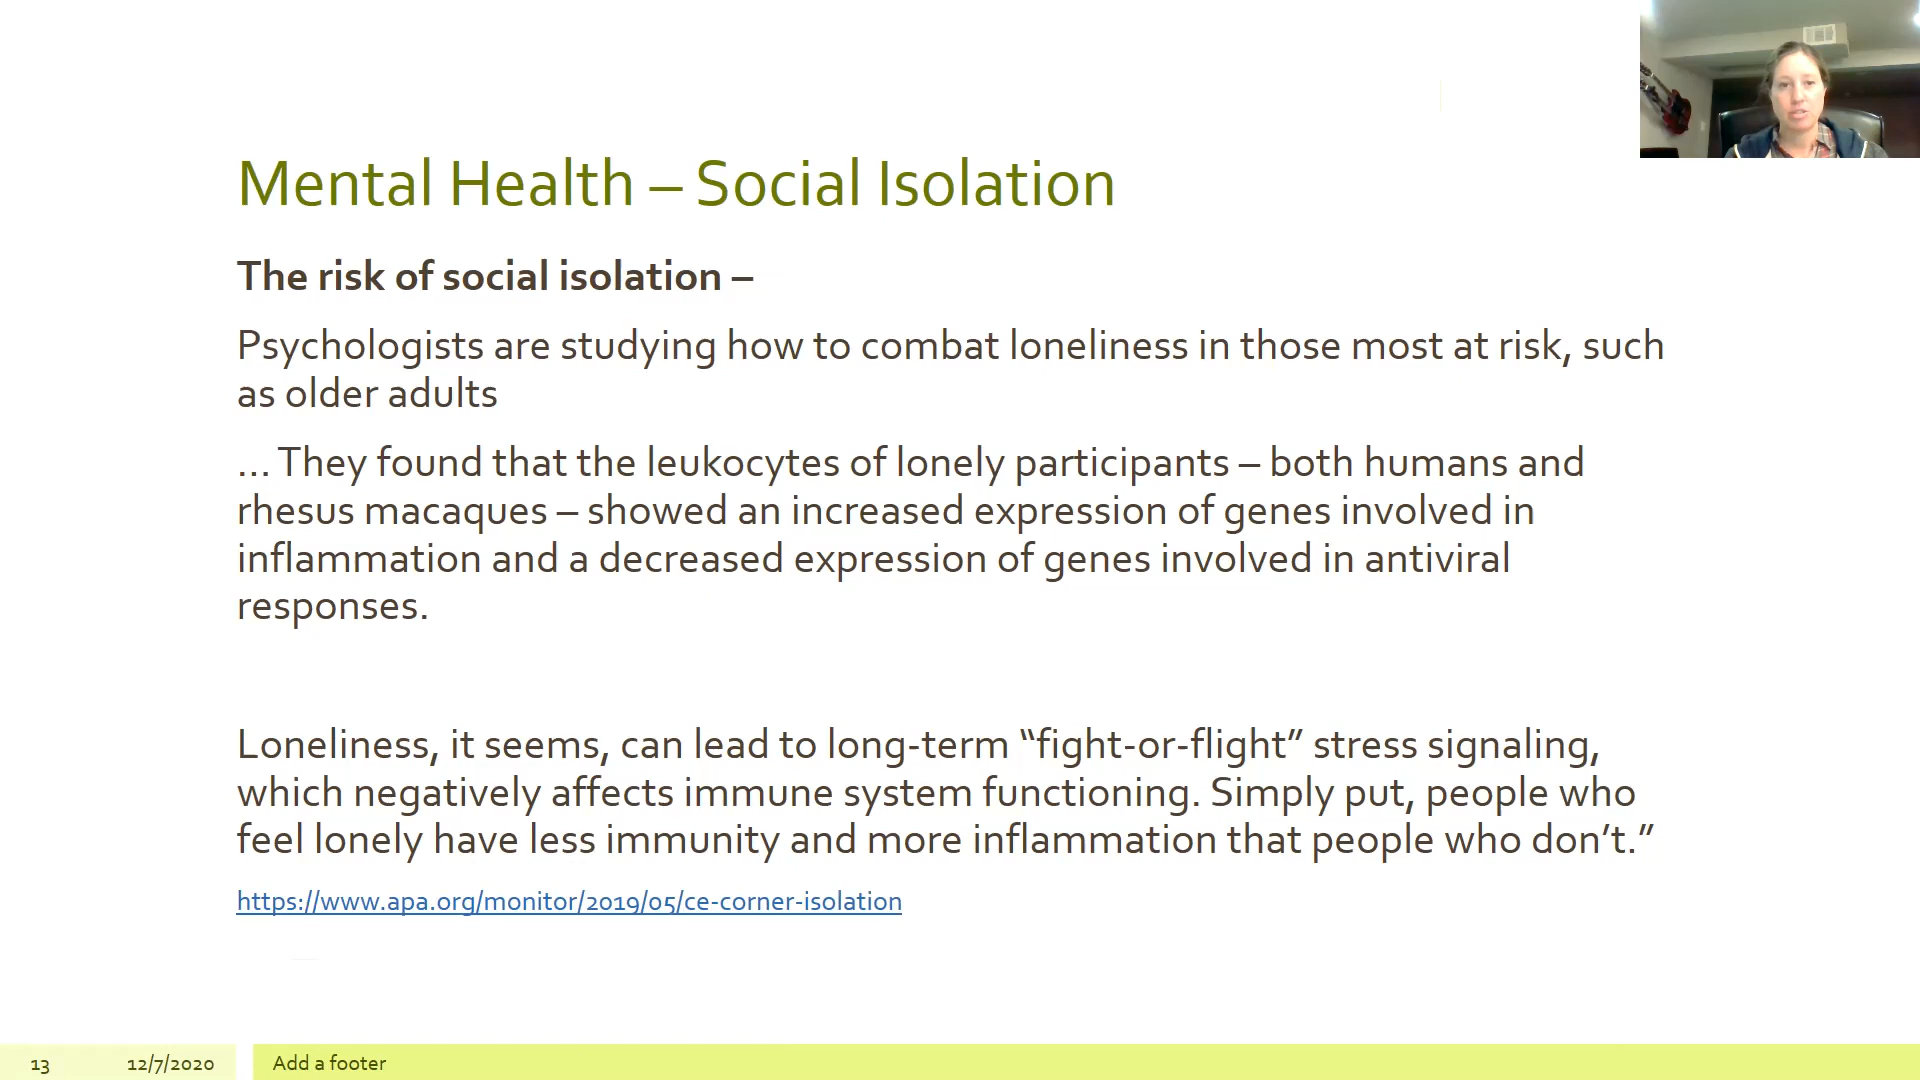 Mental Health – Social Isolation
The risk of social isolation –
Psychologists are studying how to combat loneliness in those most at risk, such
as older adults
... They found that the leukocytes of lonely participants – both humans and
rhesus macaques – showed an increased expression of genes involved in
inflammation and a decreased expression of genes involved in antiviral
responses.
Loneliness, it seems, can lead to long-term “fight-or-flight” stress signaling,
which negatively affects immune system functioning. Simply put, people who
feel lonely have less immunity and more inflammation that people who don’t.”
https://www.apa.org/monitor/2019/05/ce-corner-isolation
13 12/7/2020 Add a footer